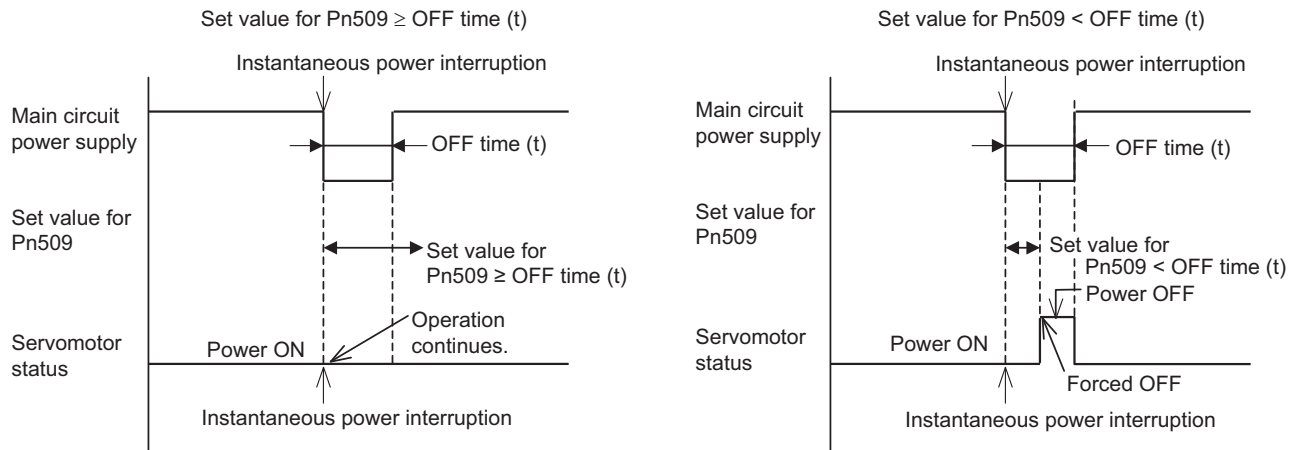 Set value for Pn509 ≥ OFF time (t)
Instantaneous power interruption
Main circuit
power supply
OFF time (t)
Set value for
Pn509
Set value for
Pn509 ≥ OFF time (t)
Operation
continues.
Servomotor
status
Power ON
Instantaneous power interruption
Set value for Pn509 < OFF time (t)
Instantaneous power interruption
Main circuit
power supply
OFF time (t)
Set value for
Pn509
Set value for
Pn509 < OFF time (t)
Power OFF
Servomotor
status
Power ON
Forced OFF
Instantaneous power interruption